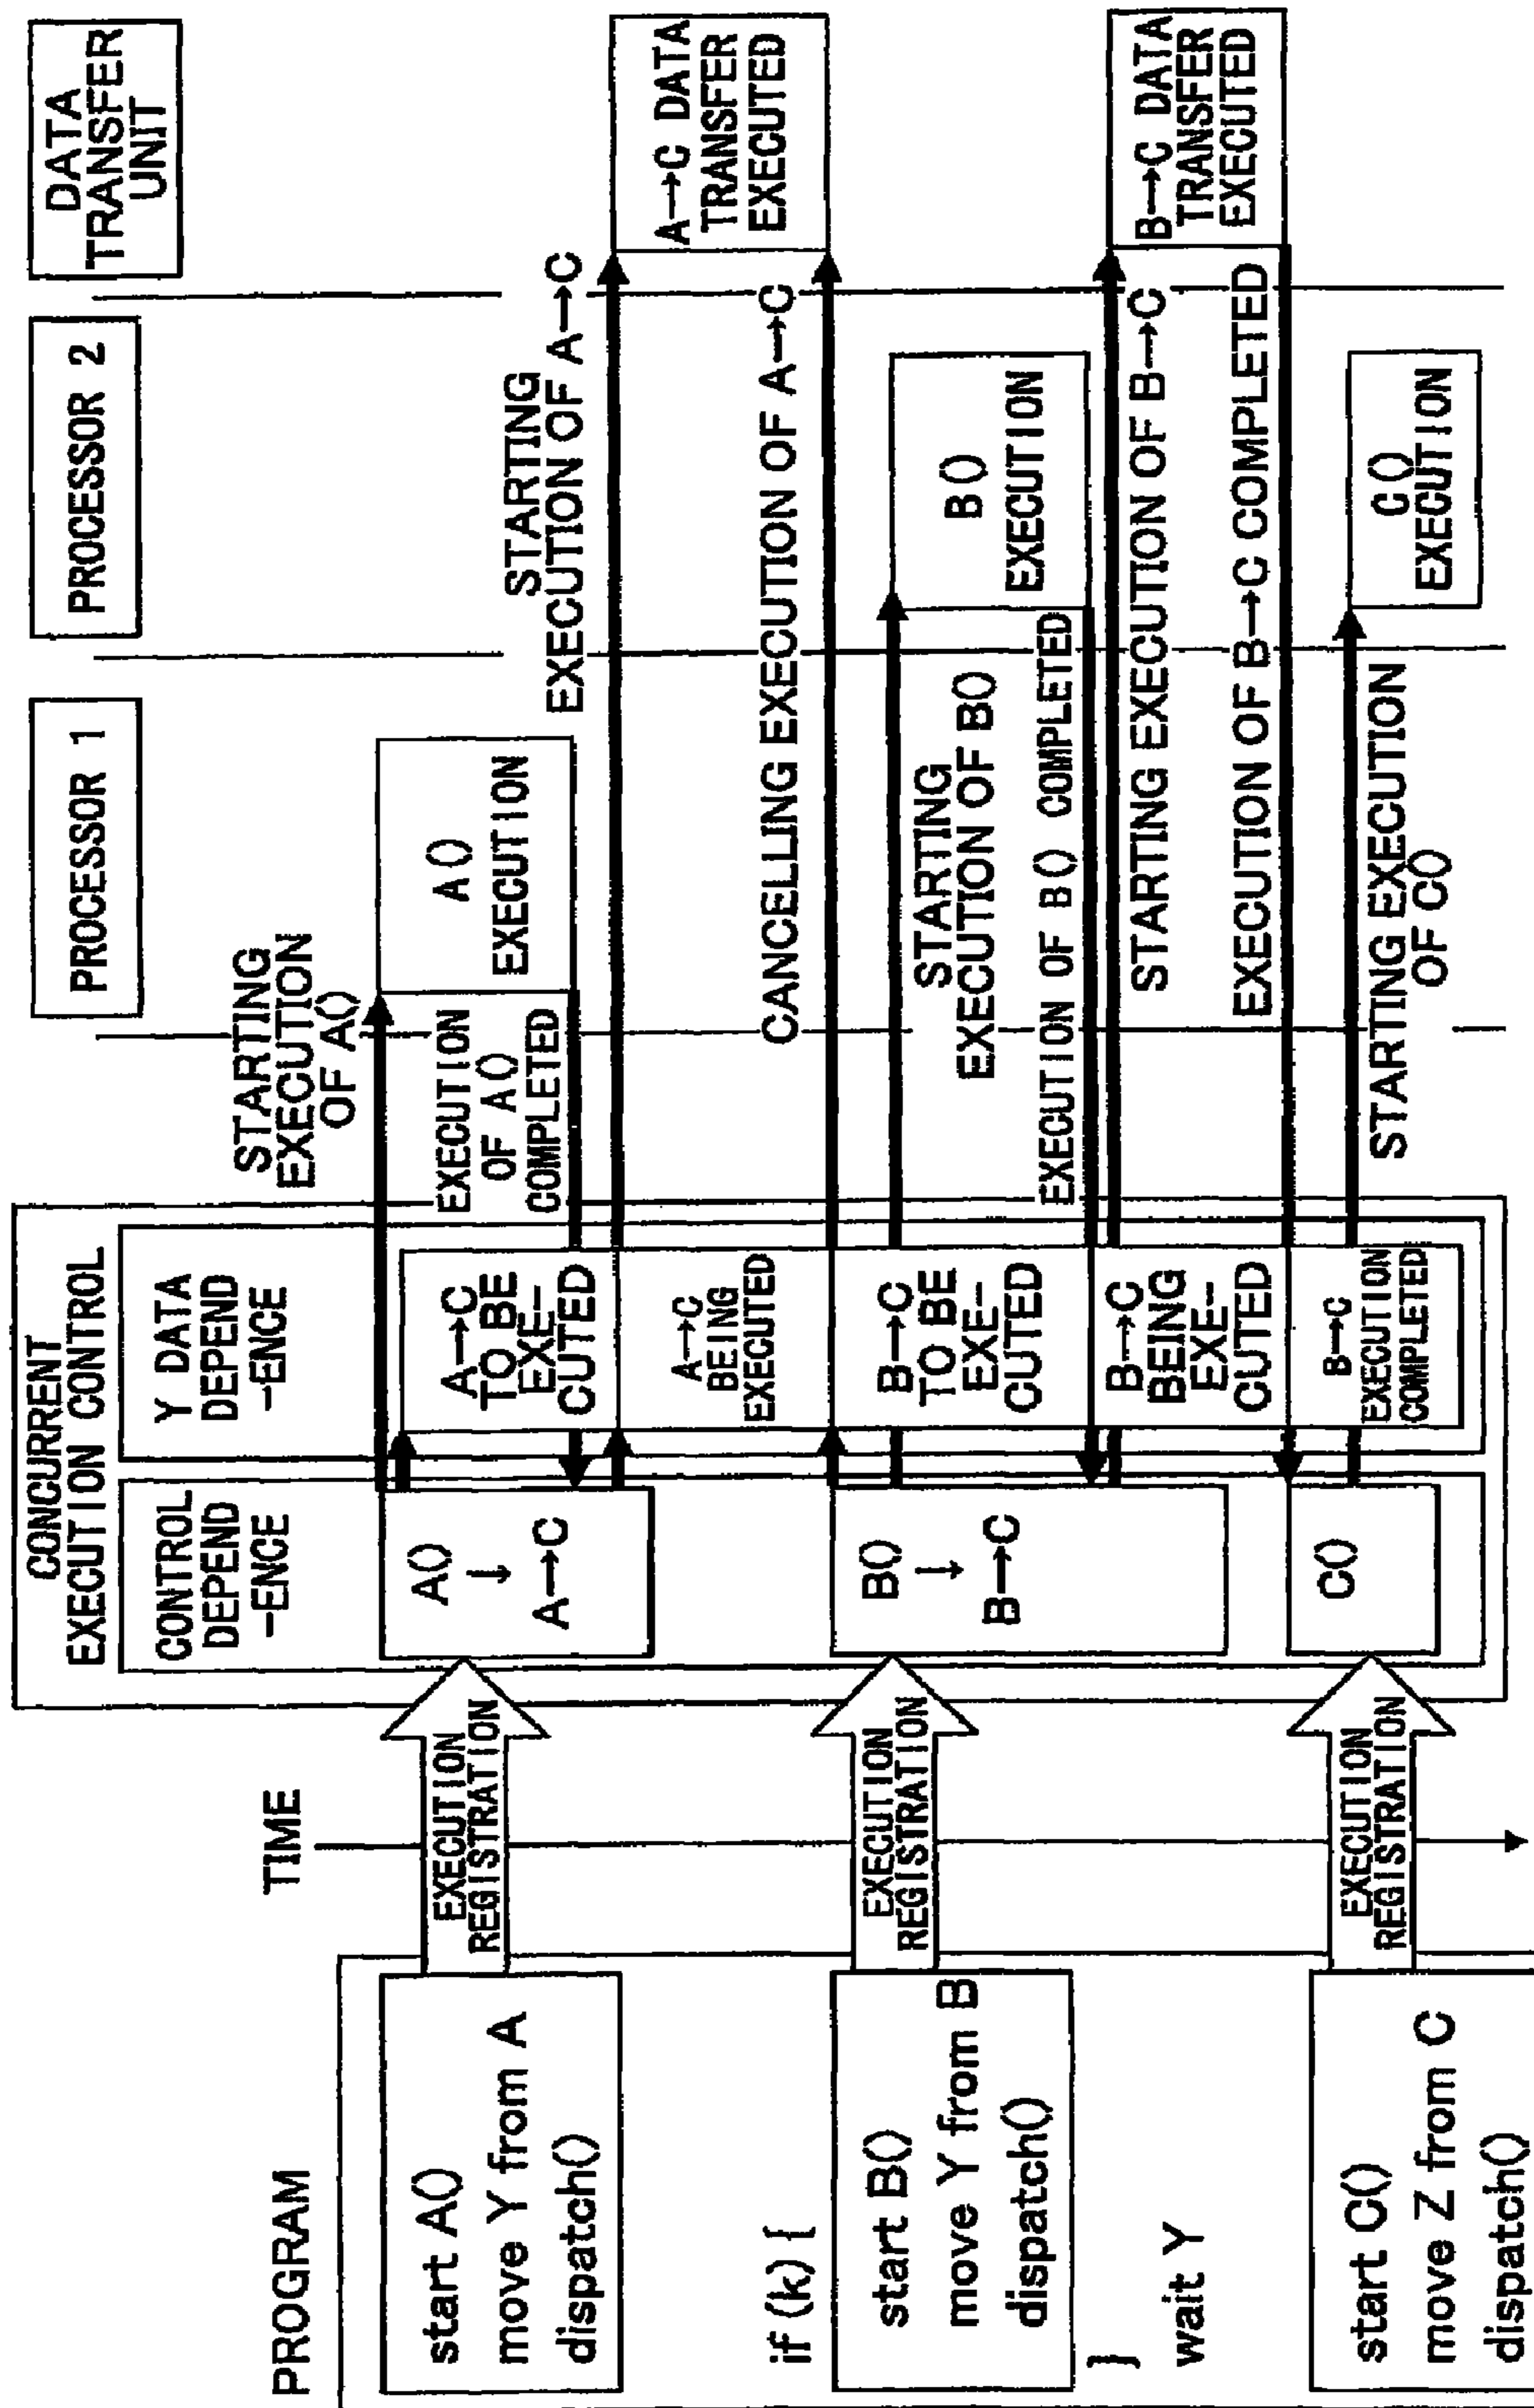 PROGRAM
start A()
move Y from A
dispatch()
if (k) {
start B()
move Y from B
dispatch()
}
wait Y
start C()
move Z from C
dispatch()
TIME
EXECUTION
REGISTRATION
EXECUTION
REGISTRATION
EXECUTION
REGISTRATION
CONCURRENT
EXECUTION CONTROL
CONTROL
DEPEND
-ENCE
A()
↓
A→C
B()
↓
B→C
C()
Y DATA
DEPEND
-ENCE
A→C
TO BE
EXE-
CUTED
A→C
BEING
EXECUTED
B→C
TO BE
EXE-
CUTED
B→C
BEING
EXE-
CUTED
B→C
EXECUTION
COMPLETED
STARTING
EXECUTION
OF A()
EXECUTION
OF A()
COMPLETED
PROCESSOR 1
A()
EXECUTION
STARTING
EXECUTION OF A→C
CANCELLING EXECUTION OF A→C
STARTING
EXECUTION OF B()
EXECUTION OF B() COMPLETED
STARTING EXECUTION OF B→C
EXECUTION OF B→C COMPLETED
STARTING EXECUTION
OF C()
PROCESSOR 2
B()
EXECUTION
C()
EXECUTION
DATA
TRANSFER
UNIT
A→C DATA
TRANSFER
EXECUTED
B→C DATA
TRANSFER
EXECUTED